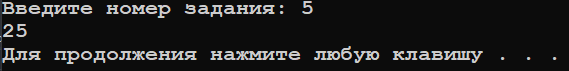 Введите номер задания: 5
25
Для продолжения нажмите любую клавишу . . .